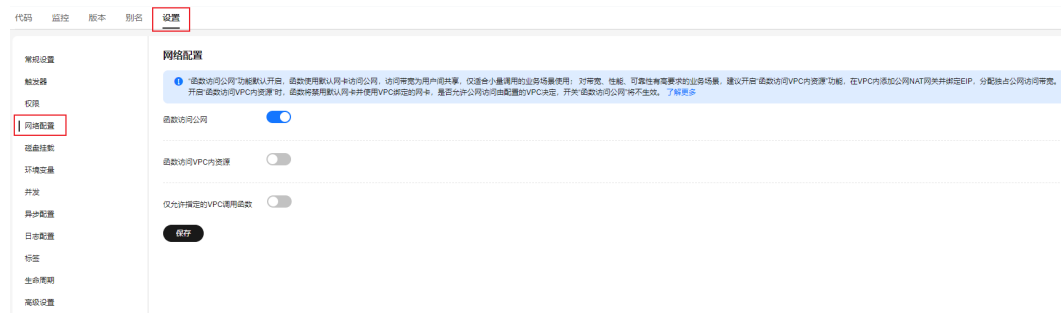 代码 监控 版本 别名 设置
常规设置
触发器
权限
网络配置
磁盘挂载
环境变量
并发
异步配置
日志配置
标签
生命周期
高级设置
网络配置
“函数访问公网”功能默认开启，函数使用默认网卡访问公网，访问带宽为用户间共享，仅适合小量调用的业务场景使用； 对带宽、性能、可靠性有高要求的业务场景，建议开启“函数访问VPC内资源”功能，在VPC内添加公网NAT网关并绑定EIP，分配独占公网访问带宽。
开启“函数访问VPC内资源”时，函数将禁用默认网卡并使用VPC绑定的网卡，是否允许公网访问由配置的VPC决定，开关“函数访问公网”将不生效。 了解更多
函数访问公网
函数访问VPC内资源
仅允许指定的VPC调用函数
保存